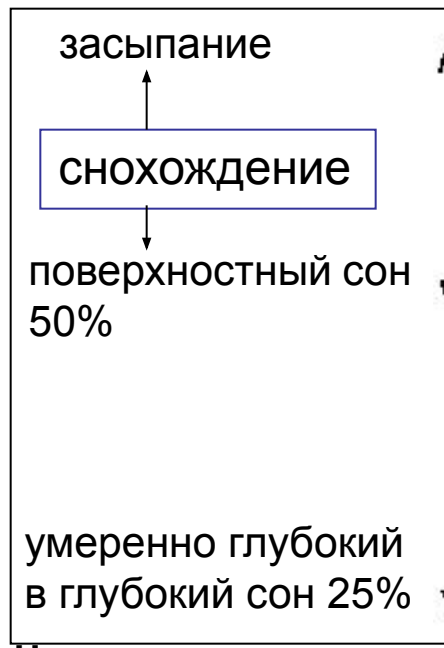 засыпание
снохождение
поверхностный сон
50%
умеренно глубокий
в глубокий сон 25%